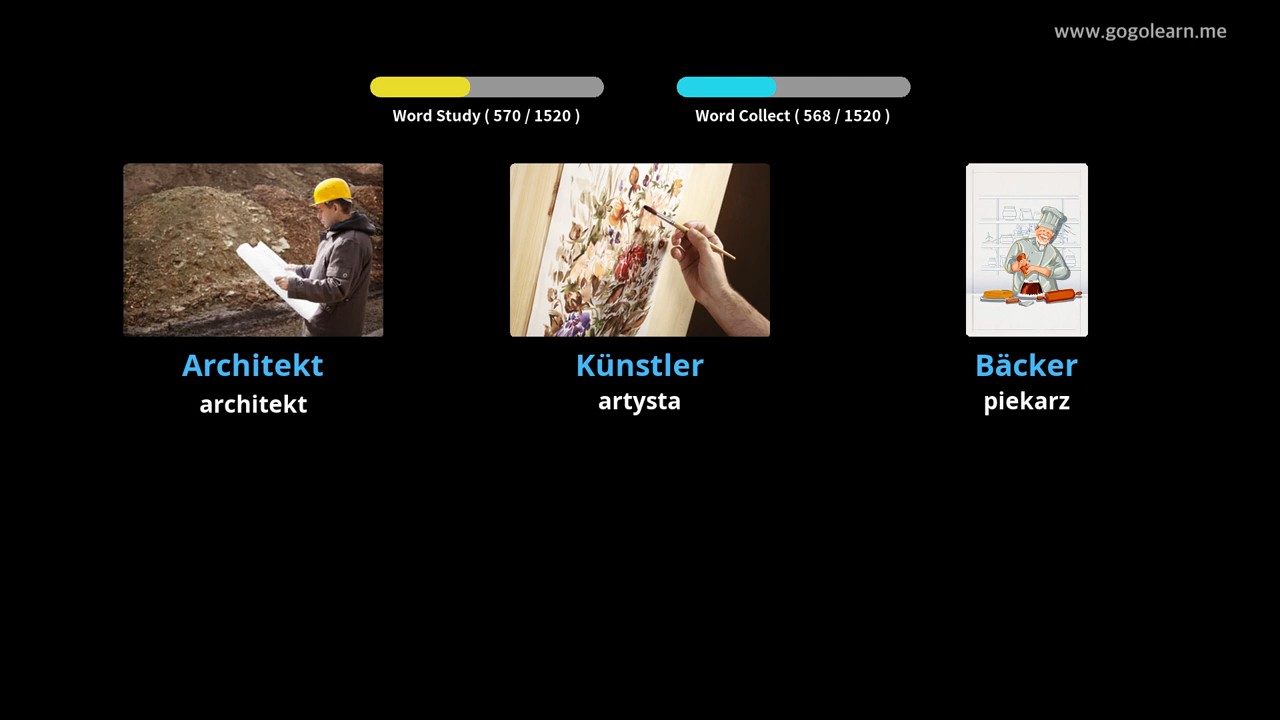 www.gogolearn.me
Word Study ( 570 / 1520 )
Word Collect ( 568 / 1520 )
Architekt
architekt
Künstler
artysta
Bäcker
piekarz